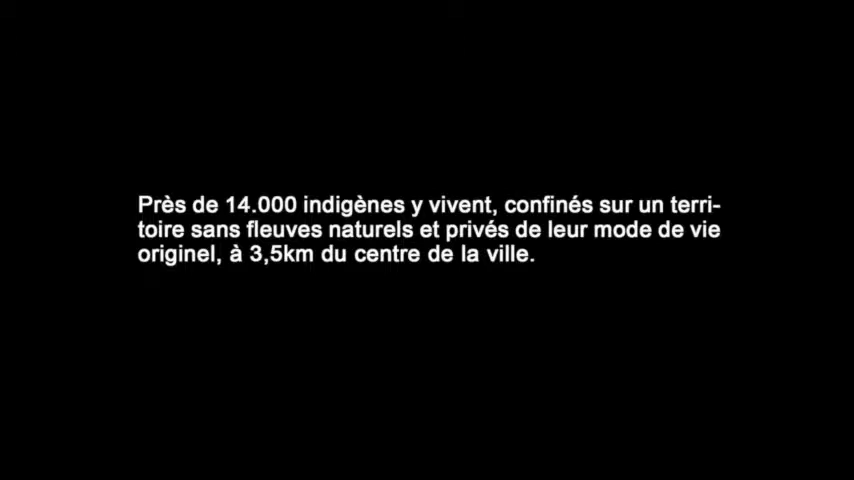 Près de 14.000 indigènes y vivent, confinés sur un terri-
toire sans fleuves naturels et privés de leur mode de vie
originel, à 3,5km du centre de la ville.